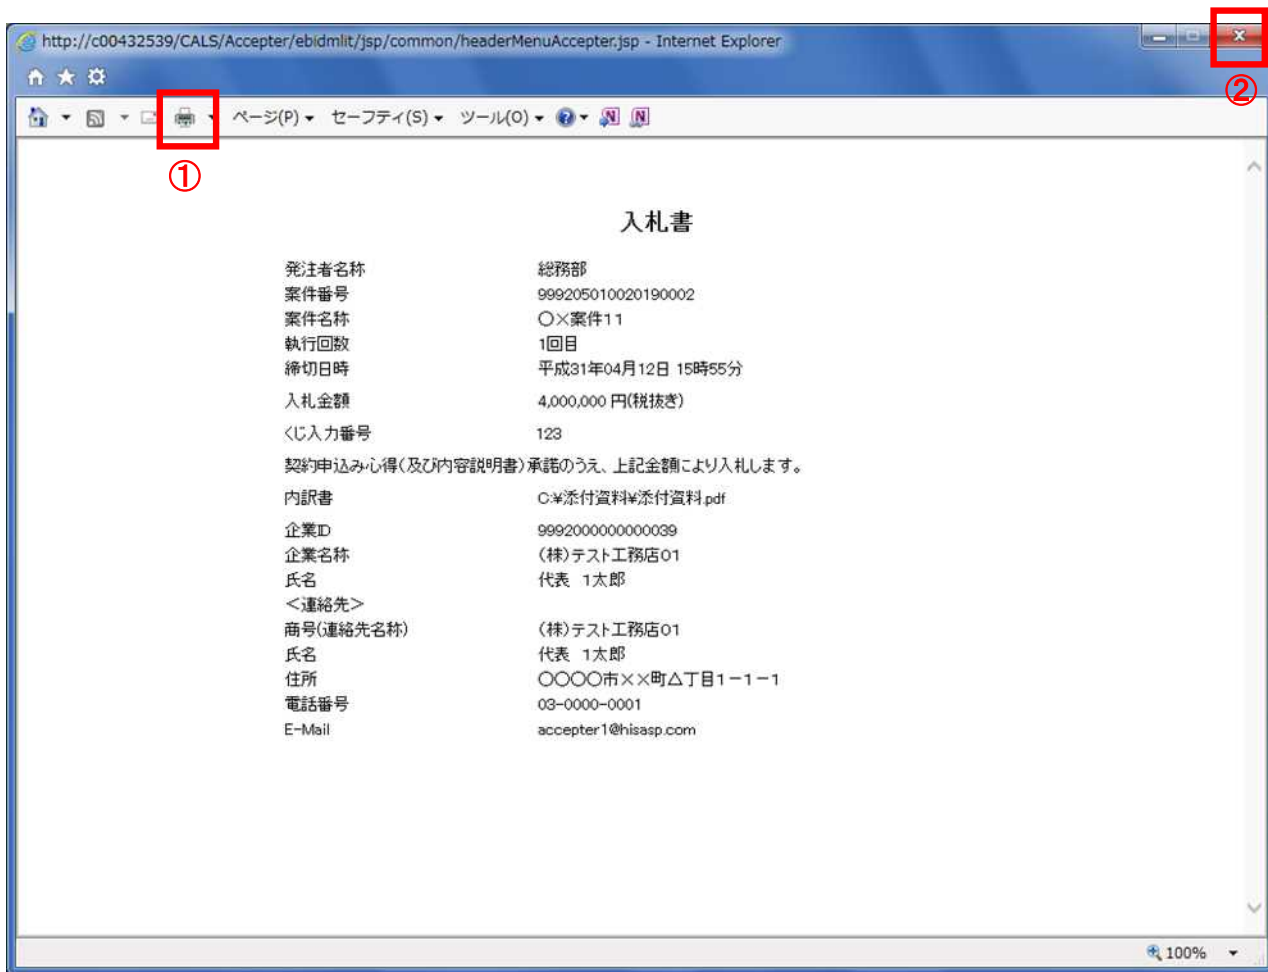 ②
http://c00432539/CALS/Accepter/ebidmlit/jsp/common/headerMenuAccepter.jsp - Internet Explorer
ページ(P) セーフティ(S) ツール(O)
①
入札書
発注者名称 総務部
案件番号 999205010020190002
案件名称 〇×案件11
執行回数 1回目
締切日時 平成31年04月12日 15時55分
入札金額 4,000,000 円(税抜き)
くじ入力番号 123
契約申込み心得(及び内容説明書)承諾のうえ、上記金額により入札します。
内訳書 C:¥添付資料¥添付資料.pdf
企業ID 9992000000000039
企業名称 (株)テスト工務店01
氏名 代表 1太郎
<連絡先>
商号(連絡先名称) (株)テスト工務店01
氏名 代表 1太郎
住所 〇〇〇〇市××町△丁目1-1-1
電話番号 03-0000-0001
E-Mail accepter1@hisasp.com
100%